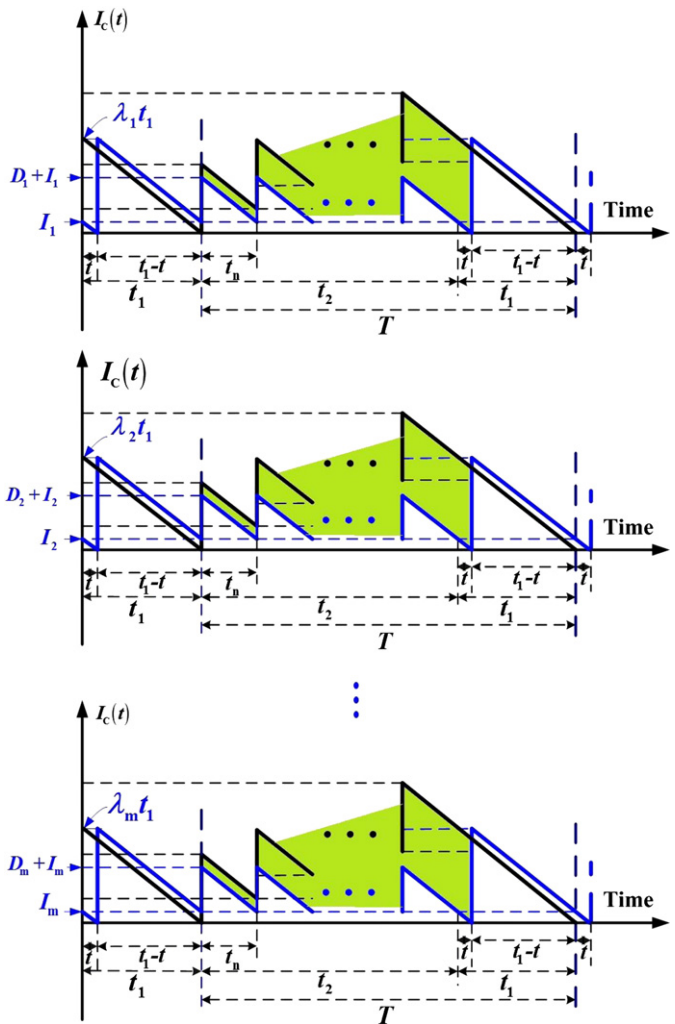 I_C(t)
λ₁t₁
D₁+I₁
I₁
Time
t t₁-t tₙ t t₁-t t
t₁ t₂ t₁
T
I_C(t)
λ₂t₁
D₂+I₂
I₂
Time
t t₁-t tₙ t t₁-t t
t₁ t₂ t₁
T
I_C(t)
λₘt₁
Dₘ+Iₘ
Iₘ
Time
t t₁-t tₙ t t₁-t t
t₁ t₂ t₁
T